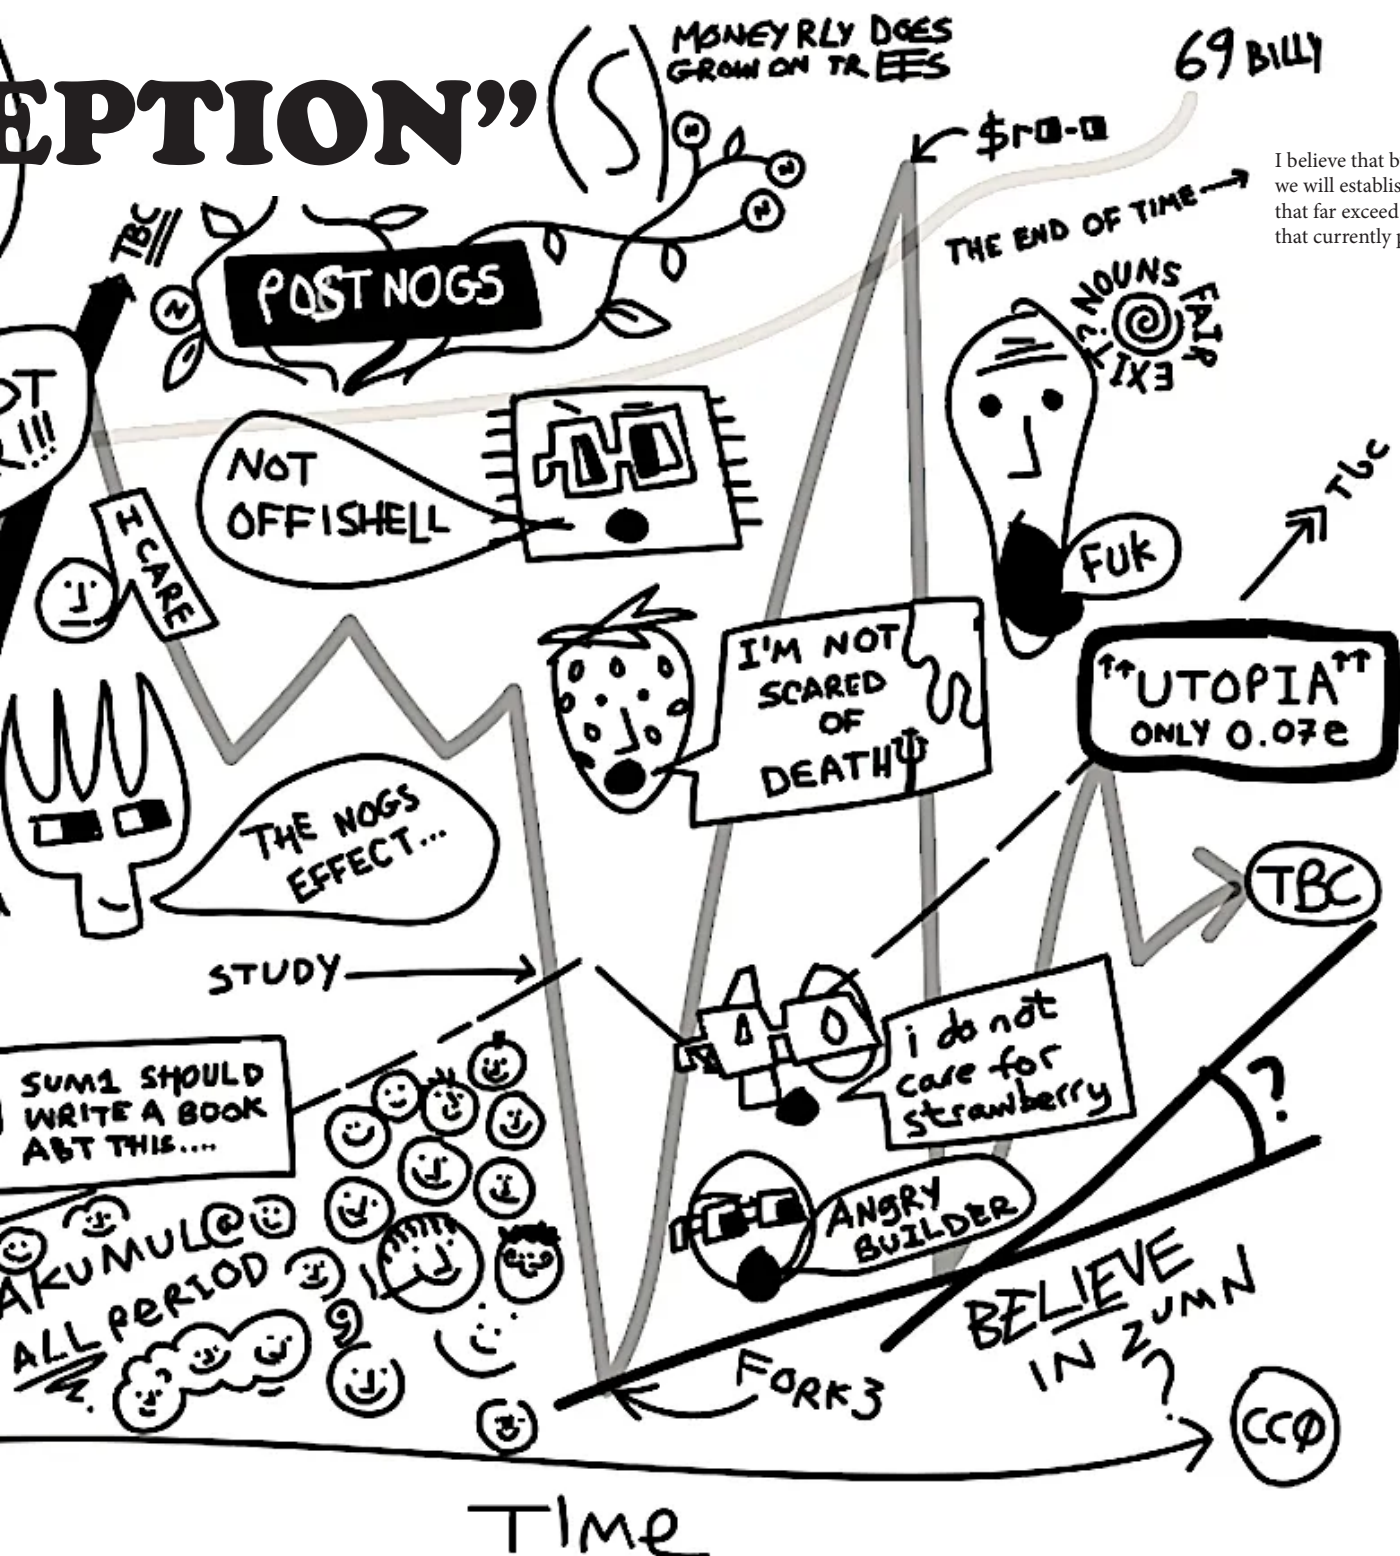 EPTION”
S
MONEY RLY DOES
GROW ON TREES
69 BILLY
$r⌐◨-◨
THE END OF TIME
I believe that b
we will establis
that far exceed
that currently p
TBC
POST NOGS
N
N
N
N
NOUNS FAIR
EXIT?
OT
!!!
I CARE
NOT
OFFISHELL
FUK
Tbc
I'M NOT
SCARED
OF
DEATH
↑↑UTOPIA↑↑
ONLY 0.07e
THE NOGS
EFFECT...
TBC
STUDY
i do not
care for
strawberry
?
SUM1 SHOULD
WRITE A BOOK
ABT THIS....
ANGRY
BUILDER
AKUMUL@
ALL PERIOD
BELIEVE
IN ZUMN
?
FORK3
CC0
TIMe